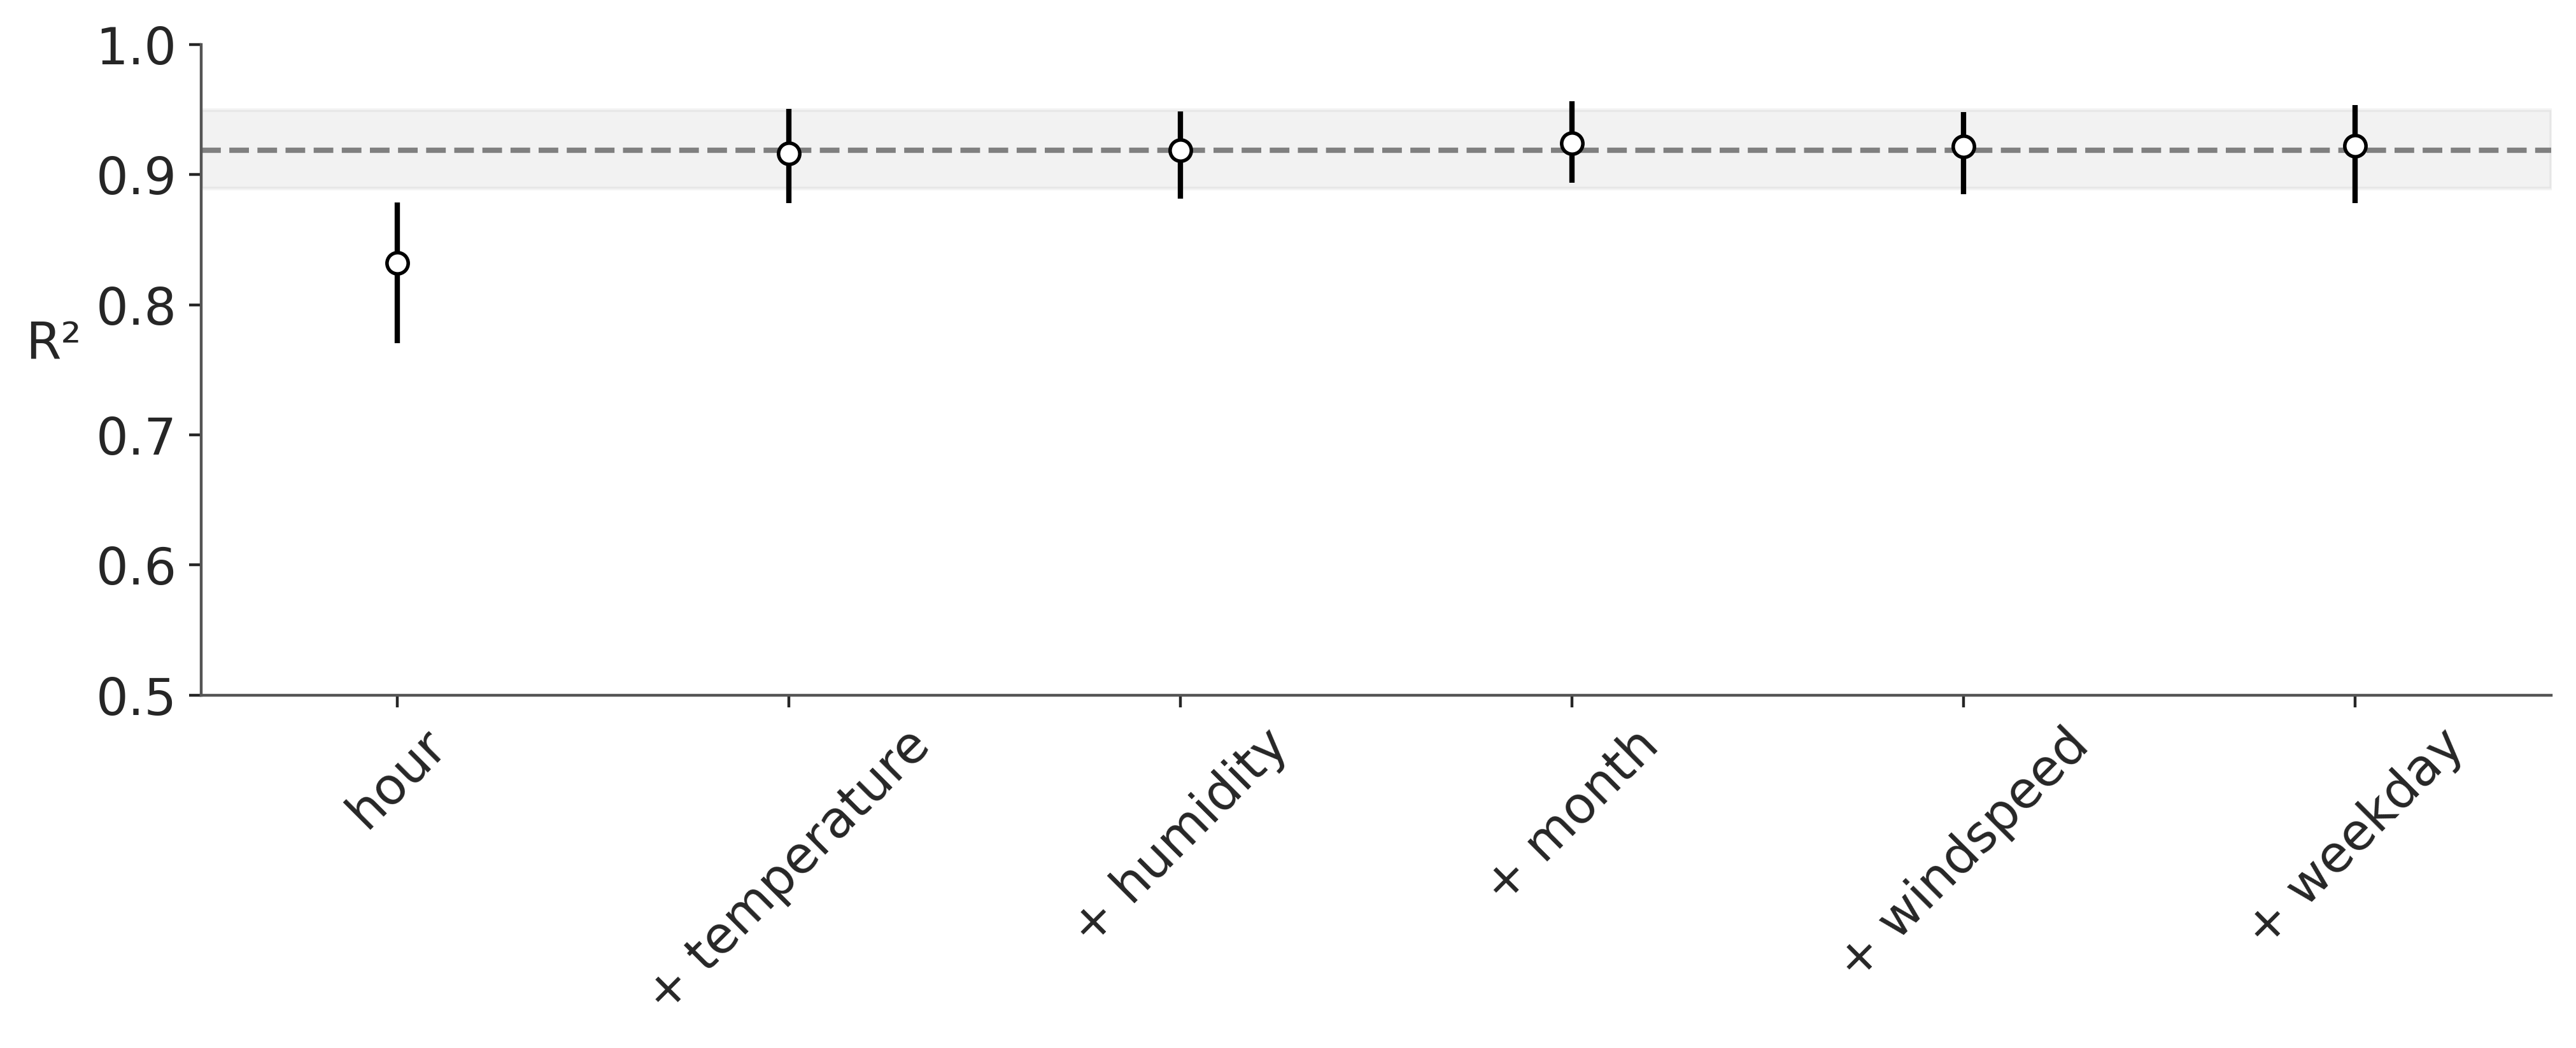 1.0
0.9
0.8
0.7
0.6
0.5
R²
hour
+ temperature
+ humidity
+ month
+ windspeed
+ weekday